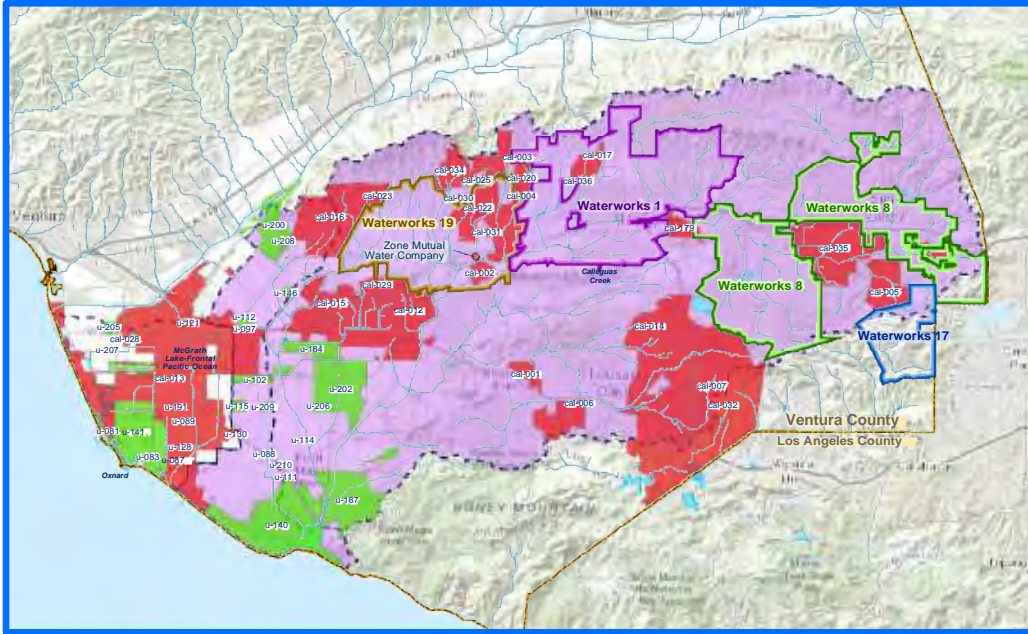 cal-003
cal-017
cal-034
cal-025
cal-020
cal-036
cal-023
cal-030
cal-004
cal-022
Waterworks 1
Waterworks 8
cal-016
Waterworks 19
u-200
cal-031
cal-179
u-208
Zone Mutual
Water Company
cal-035
cal-002
Calleguas
Creek
cal-029
Waterworks 8
cal-005
u-146
cal-015
cal-012
u-112
u-121
u-205
u-097
cal-014
cal-028
Waterworks 17
u-207
u-184
McGrath
Lake-Frontal
Pacific Ocean
cal-013
u-102
cal-001
u-202
cal-007
u-191
u-115
u-209
u-206
cal-006
cal-032
u-089
Ventura County
u-081
u-141
u-130
u-114
Los Angeles County
u-128
u-083
u-087
u-088
u-210
u-111
Oxnard
u-187
u-140
BONEY MOUNTAIN